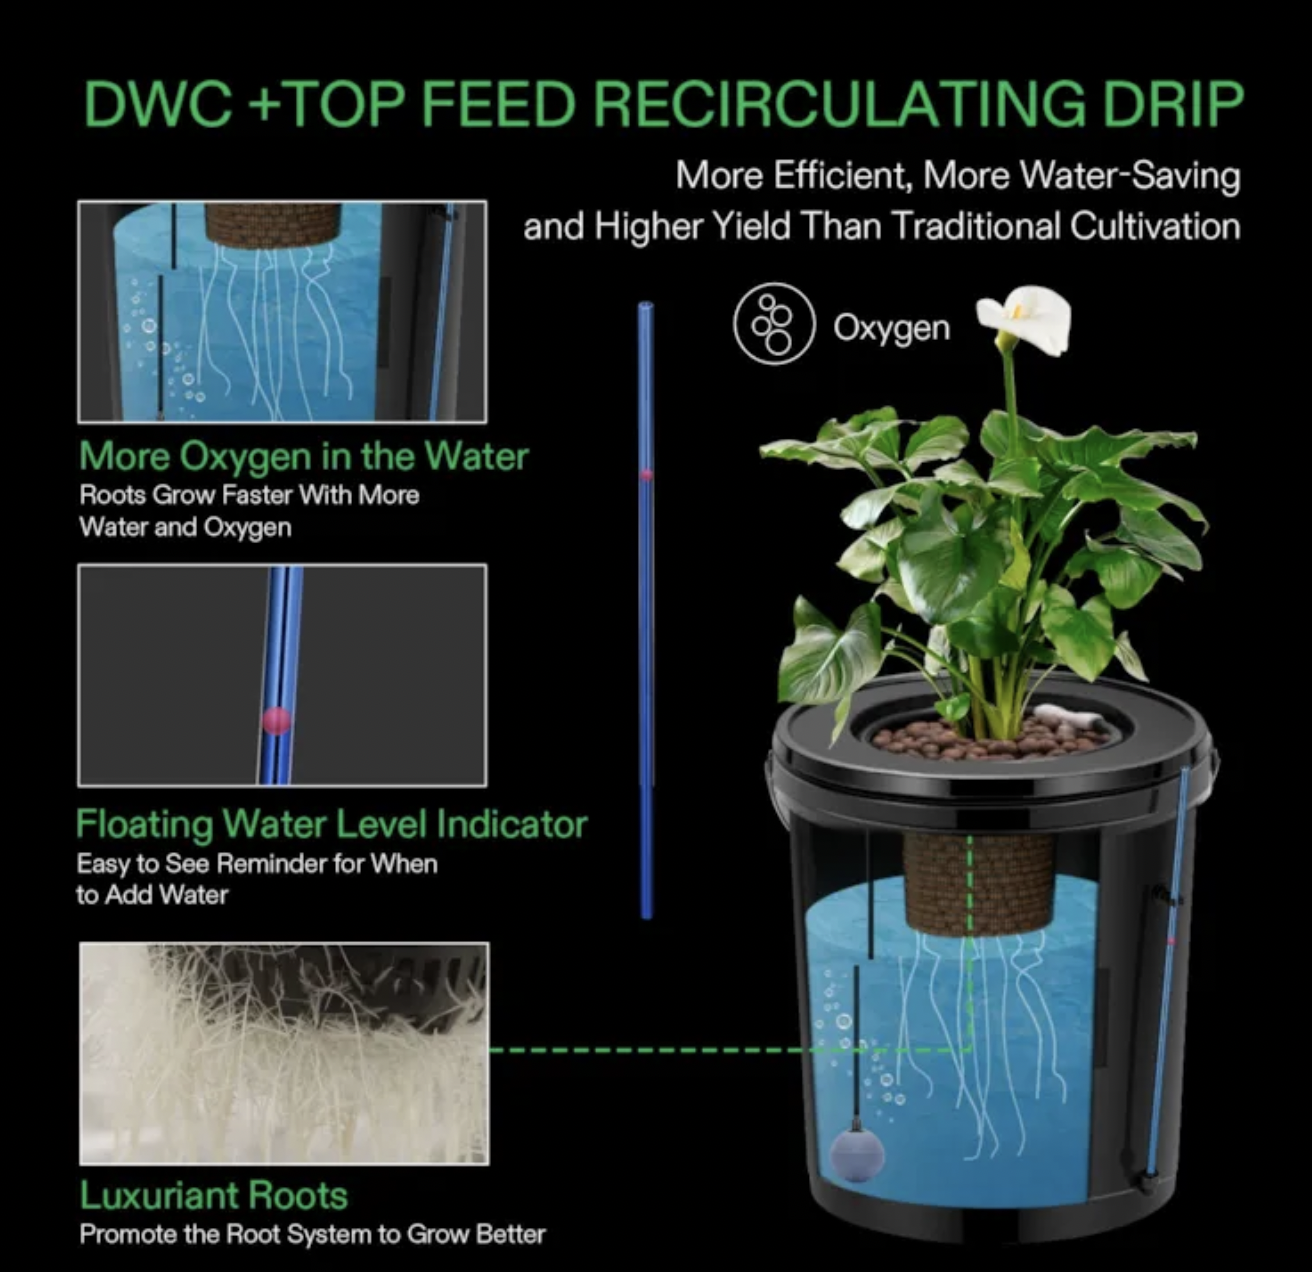 DWC +TOP FEED RECIRCULATING DRIP
More Efficient, More Water-Saving
and Higher Yield Than Traditional Cultivation
Oxygen
More Oxygen in the Water
Roots Grow Faster With More
Water and Oxygen
Floating Water Level Indicator
Easy to See Reminder for When
to Add Water
Luxuriant Roots
Promote the Root System to Grow Better